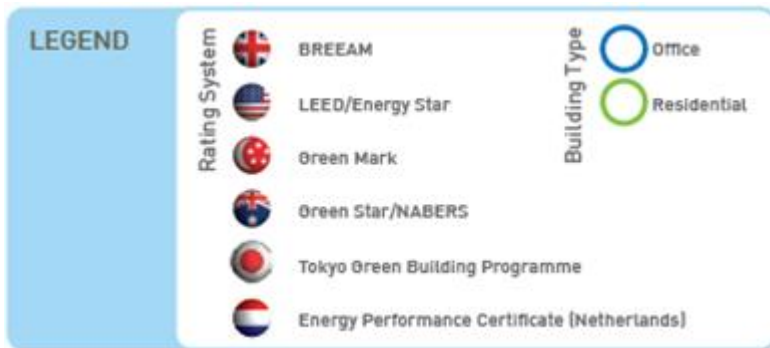 LEGEND
Rating System
BREEAM
LEED/Energy Star
Green Mark
Green Star/NABERS
Tokyo Green Building Programme
Energy Performance Certificate (Netherlands)
Building Type
Office
Residential